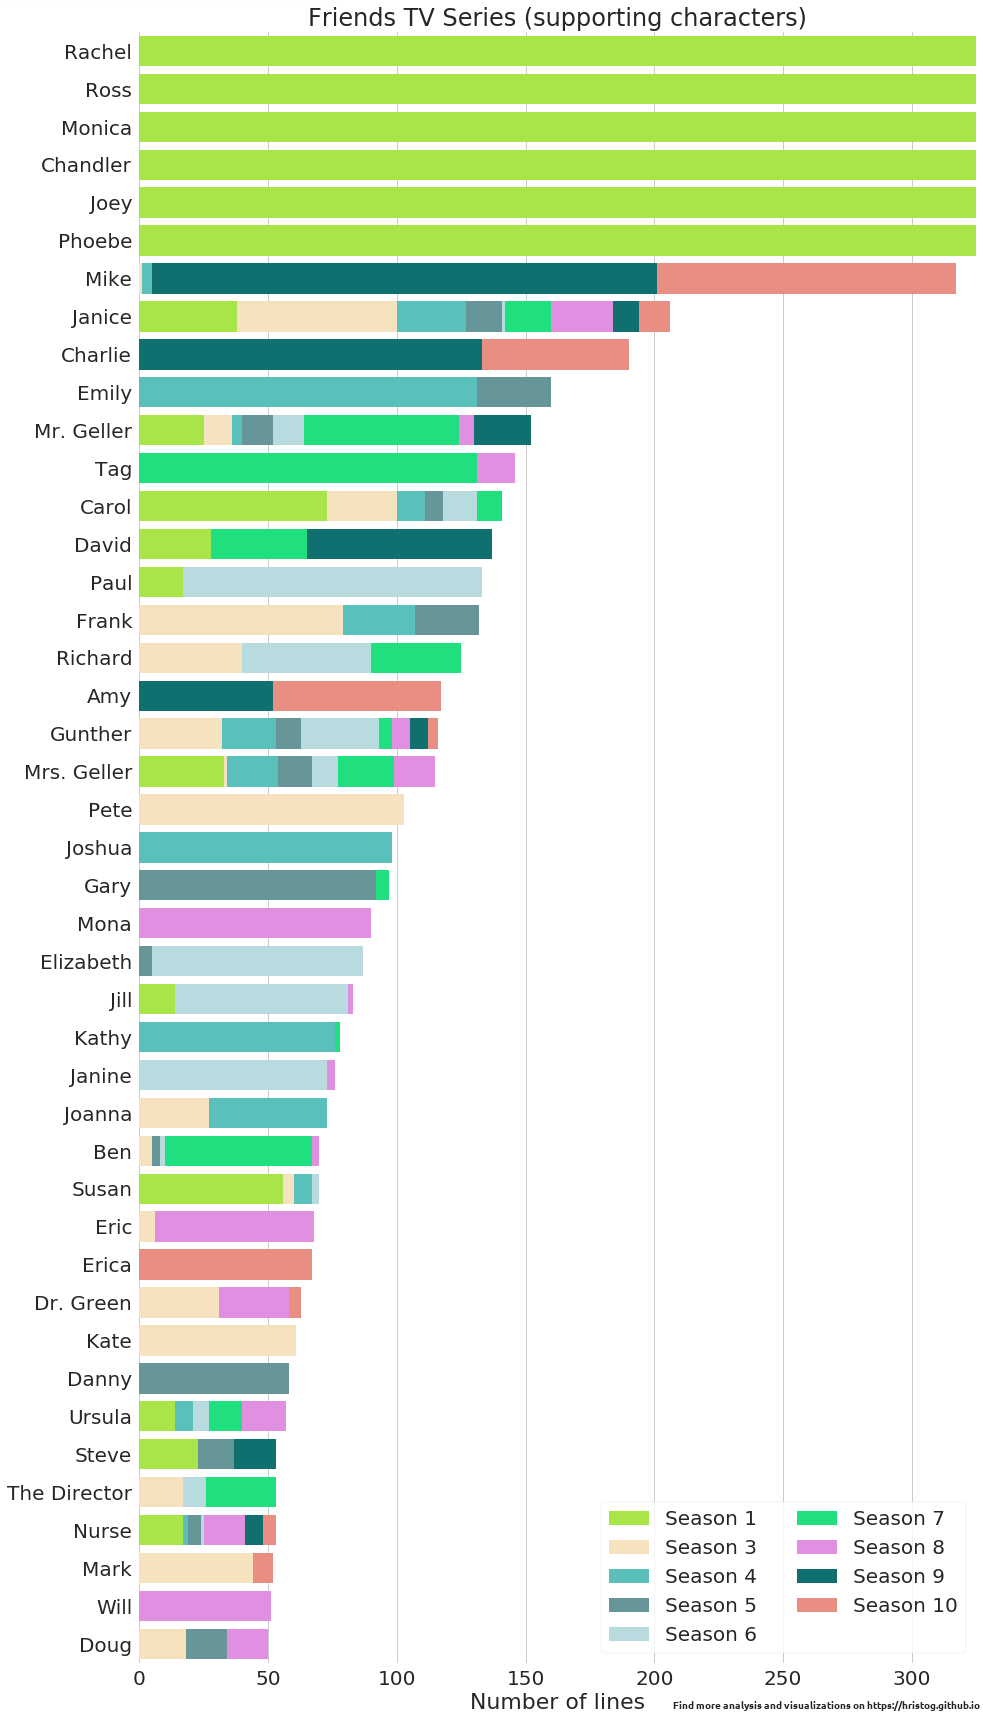 Friends TV Series (supporting characters)
Rachel
Ross
Monica
Chandler
Joey
Phoebe
Mike
Janice
Charlie
Emily
Mr. Geller
Tag
Carol
David
Paul
Frank
Richard
Amy
Gunther
Mrs. Geller
Pete
Joshua
Gary
Mona
Elizabeth
Jill
Kathy
Janine
Joanna
Ben
Susan
Eric
Erica
Dr. Green
Kate
Danny
Ursula
Steve
The Director
Nurse
Mark
Will
Doug
Season 1
Season 3
Season 4
Season 5
Season 6
Season 7
Season 8
Season 9
Season 10
0 50 100 150 200 250 300
Number of lines
Find more analysis and visualizations on https://hristog.github.io